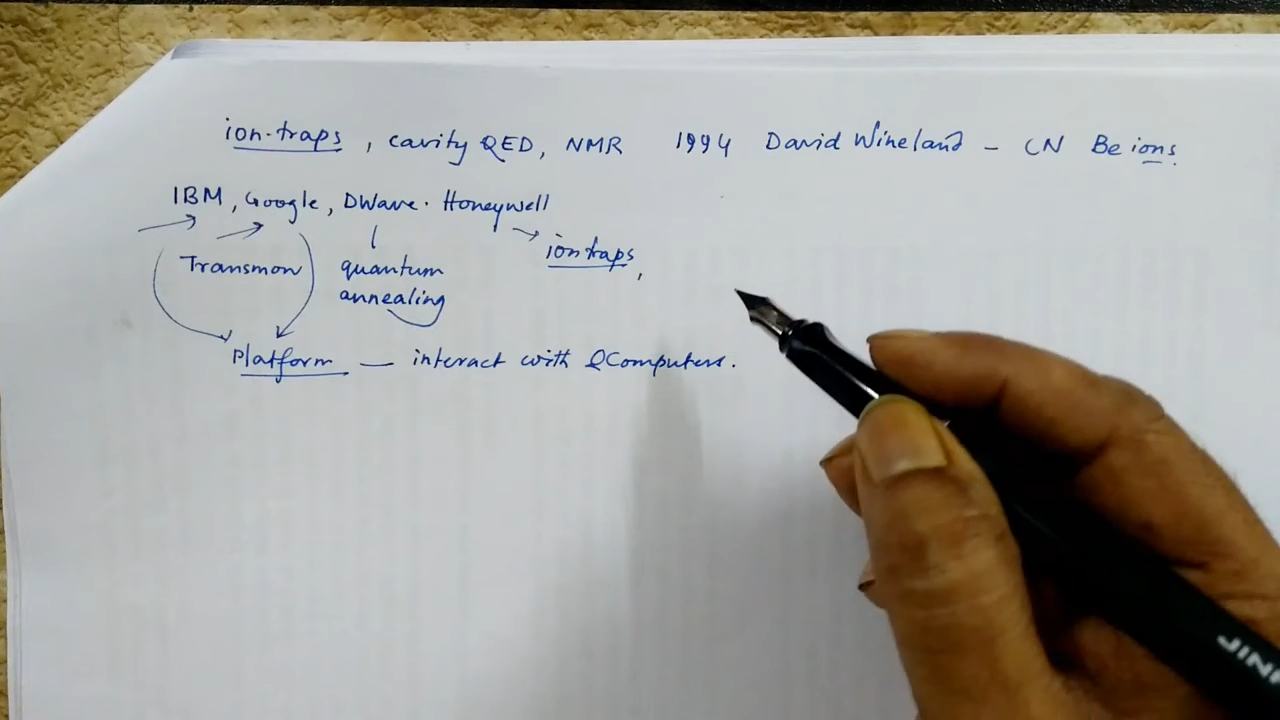 ion-traps, cavity QED, NMR 1994 David Wineland - CN Be ions.
IBM, Google, DWave. Honeywell
Transmon quantum annealing ion traps,
Platform — interact with QComputers.
JINH